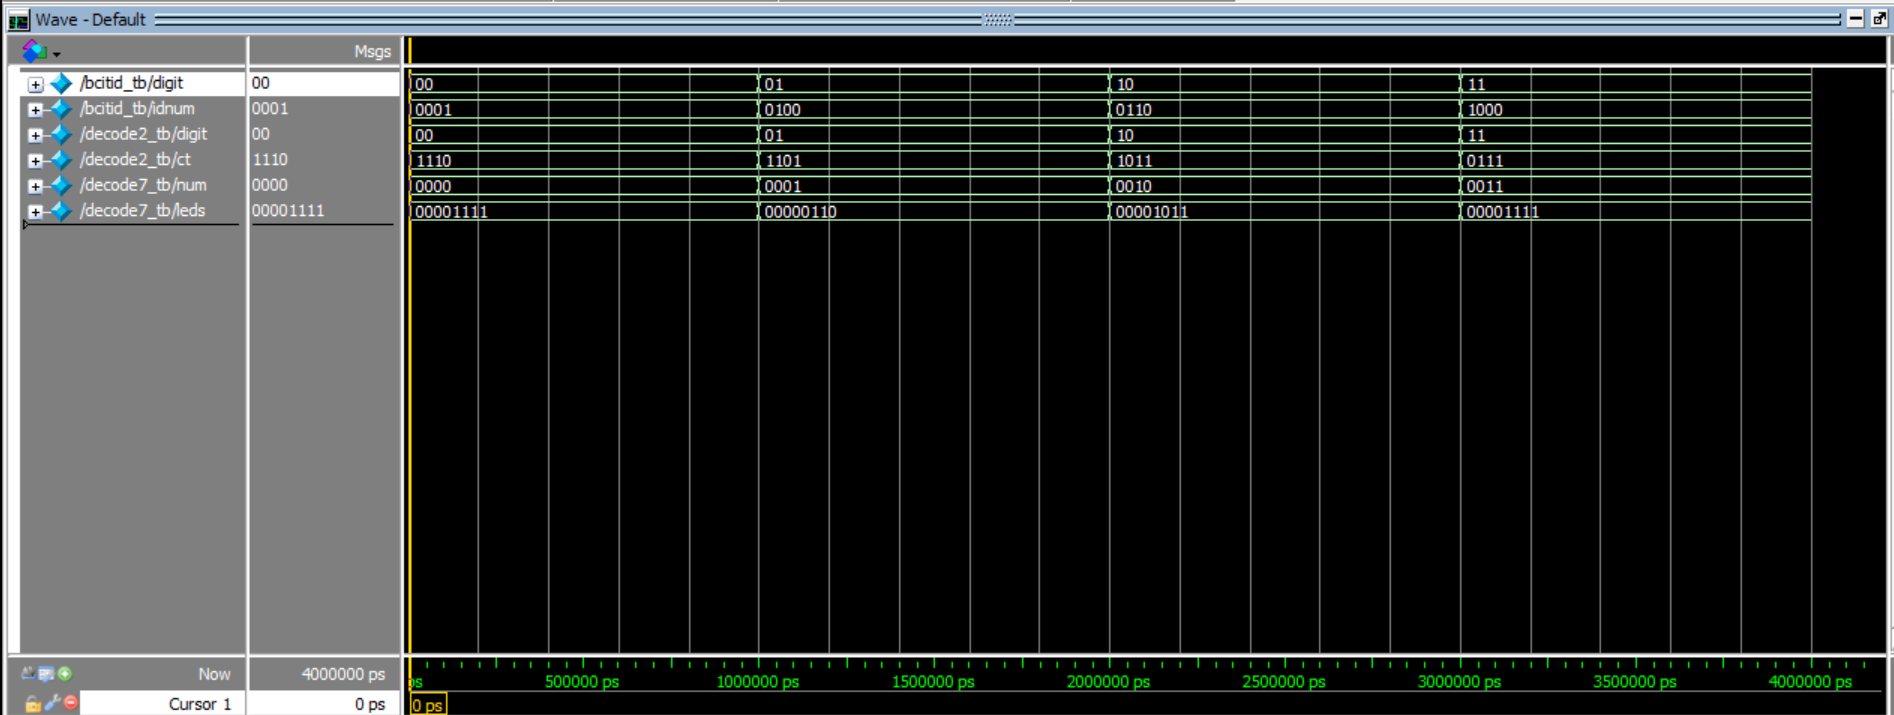 Wave - Default
Msgs
/bcitid_tb/digit 00 00 01 10 11
/bcitid_tb/idnum 0001 0001 0100 0110 1000
/decode2_tb/digit 00 00 01 10 11
/decode2_tb/ct 1110 1110 1101 1011 0111
/decode7_tb/num 0000 0000 0001 0010 0011
/decode7_tb/leds 00001111 00001111 00000110 00001011 00001111
Now 4000000 ps ps 500000 ps 1000000 ps 1500000 ps 2000000 ps 2500000 ps 3000000 ps 3500000 ps 4000000 ps
Cursor 1 0 ps 0 ps